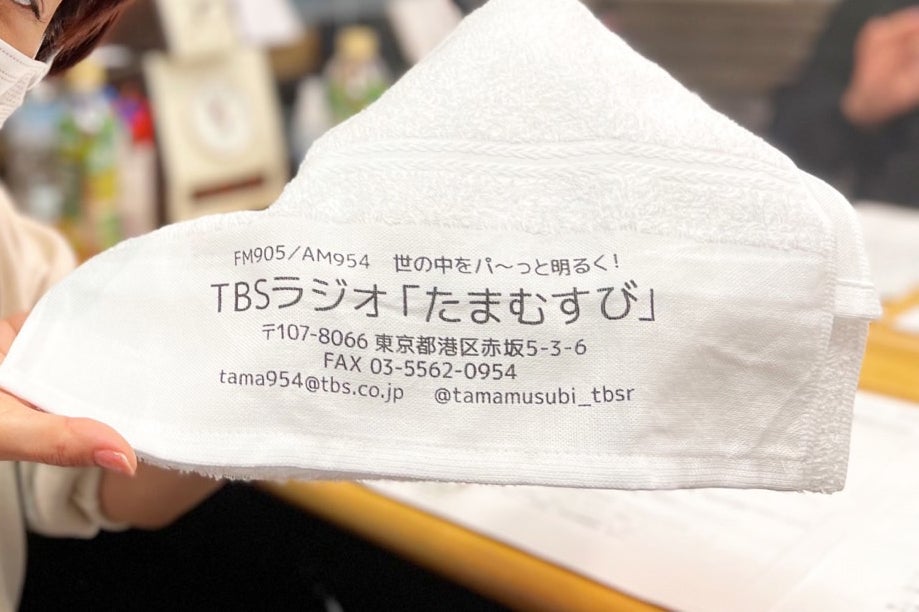 FM905/AM954 世の中をパ〜っと明るく!
TBSラジオ「たまむすび」
〒107-8066 東京都港区赤坂5-3-6
FAX 03-5562-0954
tama954@tbs.co.jp @tamamusubi_tbsr